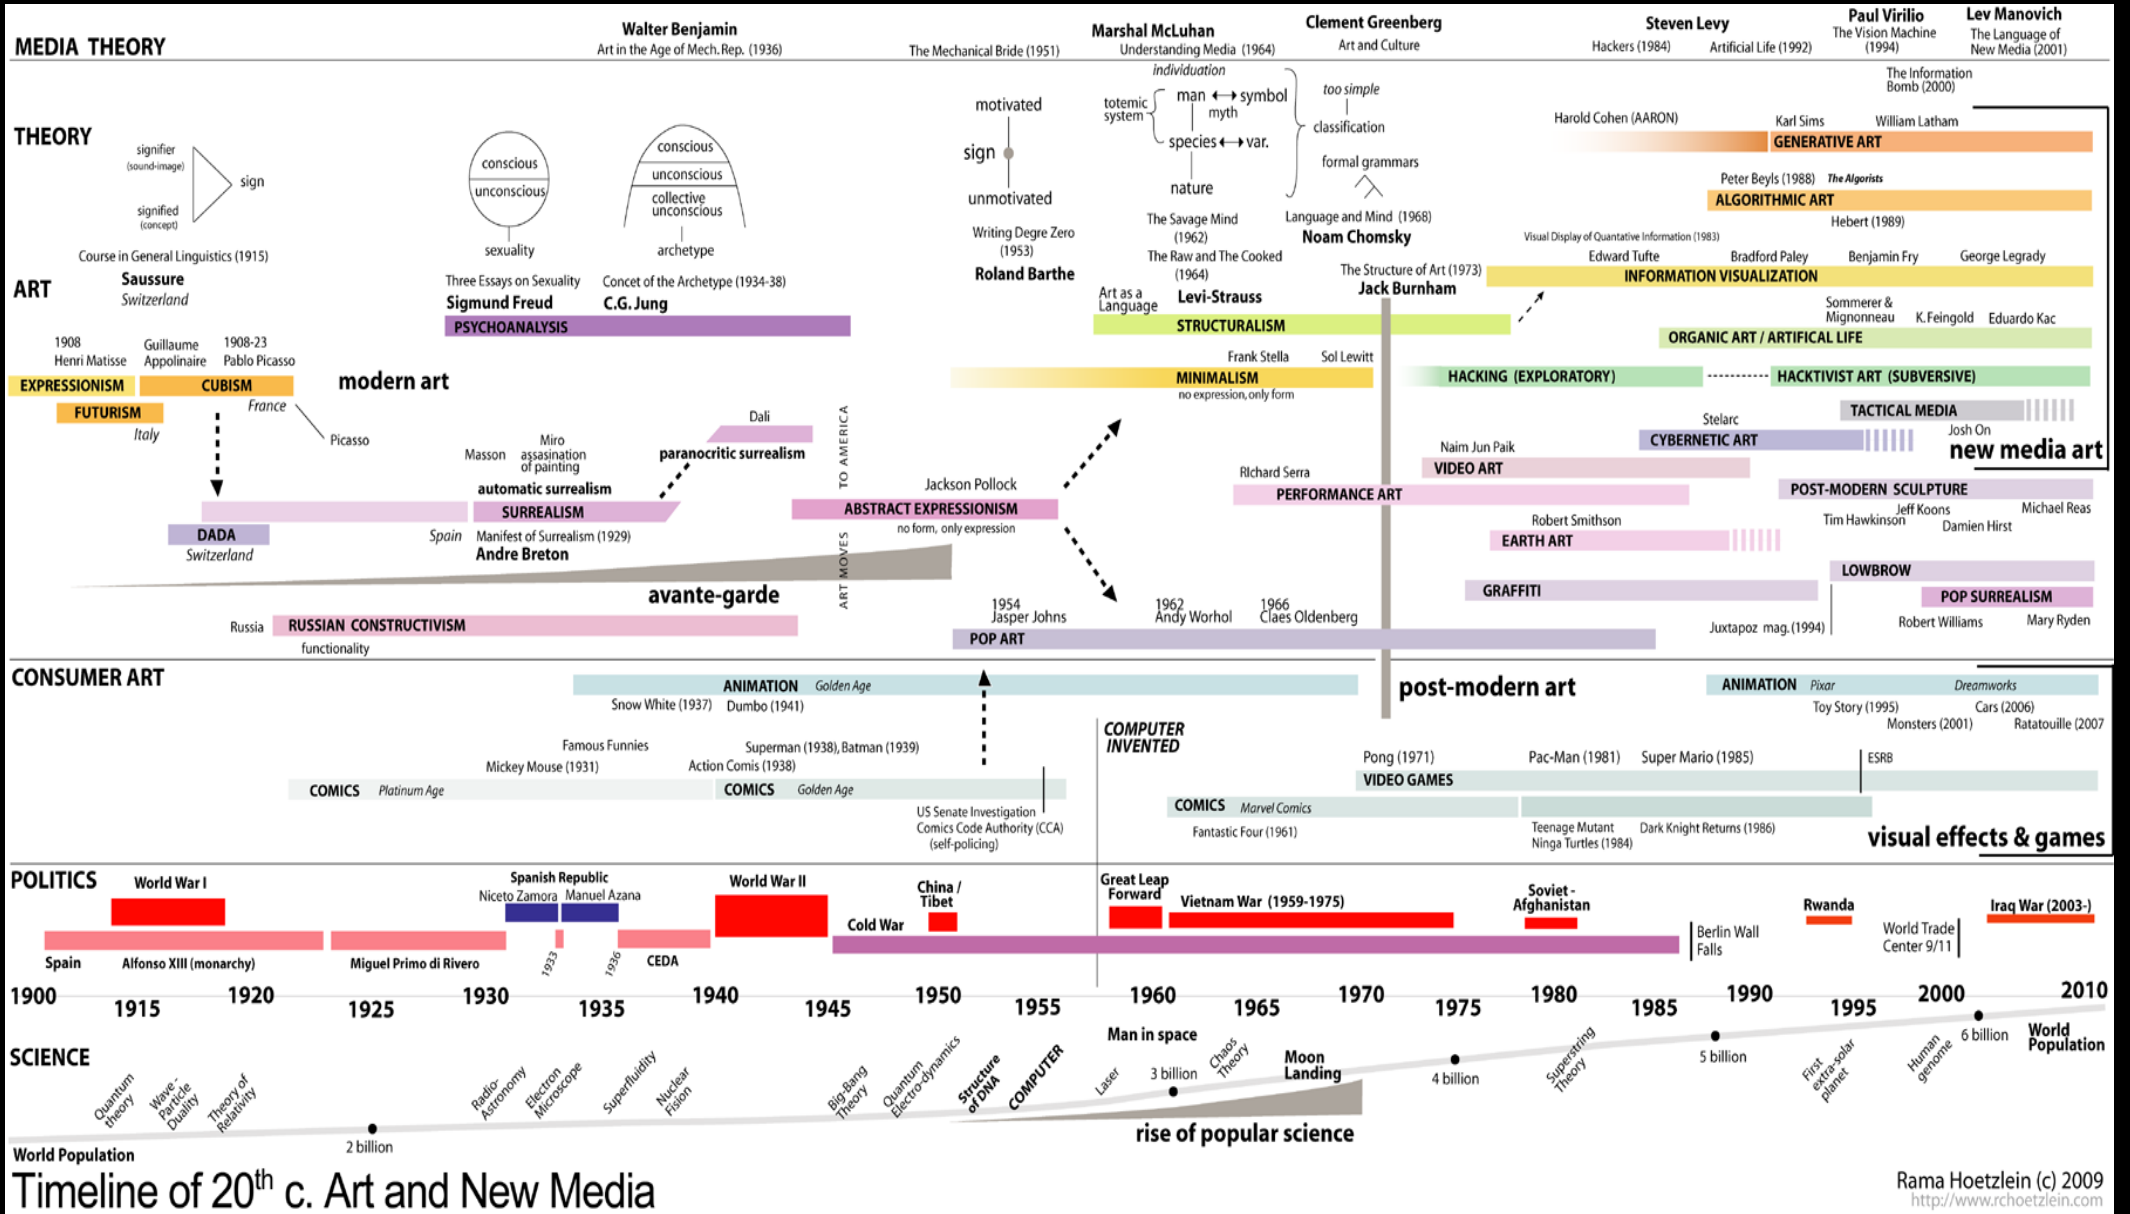 MEDIA THEORY
Walter Benjamin
Art in the Age of Mech. Rep. (1936)
The Mechanical Bride (1951)
Marshal McLuhan
Understanding Media (1964)
Clement Greenberg
Art and Culture
Steven Levy
Hackers (1984)
Artificial Life (1992)
Paul Virilio
The Vision Machine
(1994)
Lev Manovich
The Language of
New Media (2001)
The Information
Bomb (2000)
THEORY
signifier
(sound-image)
sign
signified
(concept)
Course in General Linguistics (1915)
Saussure
Switzerland
conscious
unconscious
sexuality
Three Essays on Sexuality
Sigmund Freud
conscious
unconscious
collective
unconscious
archetype
Concet of the Archetype (1934-38)
C.G. Jung
PSYCHOANALYSIS
motivated
sign
unmotivated
Writing Degre Zero
(1953)
Roland Barthe
individuation
totemic
system
man
symbol
myth
species
var.
nature
The Savage Mind
(1962)
The Raw and The Cooked
(1964)
Levi-Strauss
Art as a
Language
STRUCTURALISM
too simple
classification
formal grammars
Language and Mind (1968)
Noam Chomsky
The Structure of Art (1973)
Jack Burnham
Harold Cohen (AARON)
Karl Sims
William Latham
GENERATIVE ART
Peter Beyls (1988)
The Algorists
ALGORITHMIC ART
Hebert (1989)
Visual Display of Quantative Information (1983)
Edward Tufte
Bradford Paley
Benjamin Fry
George Legrady
INFORMATION VISUALIZATION
Sommerer &
Mignonneau
K.Feingold
Eduardo Kac
ORGANIC ART / ARTIFICAL LIFE
ART
1908
Henri Matisse
Guillaume
Appolinaire
1908-23
Pablo Picasso
EXPRESSIONISM
CUBISM
modern art
FUTURISM
France
Italy
Picasso
Frank Stella
Sol Lewitt
MINIMALISM
no expression, only form
HACKING (EXPLORATORY)
HACKTIVIST ART (SUBVERSIVE)
TACTICAL MEDIA
Josh On
Stelarc
CYBERNETIC ART
new media art
Naim Jun Paik
VIDEO ART
RIchard Serra
PERFORMANCE ART
POST-MODERN SCULPTURE
Jeff Koons
Michael Reas
Tim Hawkinson
Damien Hirst
Robert Smithson
EARTH ART
Dali
paranocritic surrealism
Masson
Miro
assasination
of painting
automatic surrealism
SURREALISM
Spain
Manifest of Surrealism (1929)
Andre Breton
DADA
Switzerland
ART MOVES TO AMERICA
Jackson Pollock
ABSTRACT EXPRESSIONISM
no form, only expression
avante-garde
LOWBROW
GRAFFITI
POP SURREALISM
Juxtapoz mag. (1994)
Robert Williams
Mary Ryden
Russia
RUSSIAN CONSTRUCTIVISM
functionality
1954
Jasper Johns
1962
Andy Worhol
1966
Claes Oldenberg
POP ART
CONSUMER ART
ANIMATION
Golden Age
Snow White (1937)
Dumbo (1941)
post-modern art
ANIMATION
Pixar
Dreamworks
Toy Story (1995)
Cars (2006)
Monsters (2001)
Ratatouille (2007
COMPUTER
INVENTED
Famous Funnies
Mickey Mouse (1931)
Superman (1938), Batman (1939)
Action Comis (1938)
COMICS
Platinum Age
COMICS
Golden Age
US Senate Investigation
Comics Code Authority (CCA)
(self-policing)
Pong (1971)
Pac-Man (1981)
Super Mario (1985)
ESRB
VIDEO GAMES
COMICS
Marvel Comics
Fantastic Four (1961)
Teenage Mutant
Ninga Turtles (1984)
Dark Knight Returns (1986)
visual effects & games
POLITICS
World War I
Spanish Republic
Niceto Zamora
Manuel Azana
World War II
China /
Tibet
Cold War
Great Leap
Forward
Vietnam War (1959-1975)
Soviet -
Afghanistan
Berlin Wall
Falls
Rwanda
World Trade
Center 9/11
Iraq War (2003-)
Spain
Alfonso XIII (monarchy)
Miguel Primo di Rivero
1933
1936
CEDA
1900
1915
1920
1925
1930
1935
1940
1945
1950
1955
1960
1965
1970
1975
1980
1985
1990
1995
2000
2010
SCIENCE
Quantum
theory
Wave -
Particle
Duality
Theory of
Relativity
Radio-
Astronomy
Electron
Microscope
Superfluidity
Nuclear
Fision
Big-Bang
Theory
Quantum
Electro-dynamics
Structure
of DNA
COMPUTER
Laser
Man in space
Chaos
Theory
Moon
Landing
Superstring
Theory
First
extra-solar
planet
Human
genome
2 billion
3 billion
4 billion
5 billion
6 billion
World
Population
rise of popular science
World Population
Timeline of 20th c. Art and New Media
Rama Hoetzlein (c) 2009
http://www.rchoetzlein.com